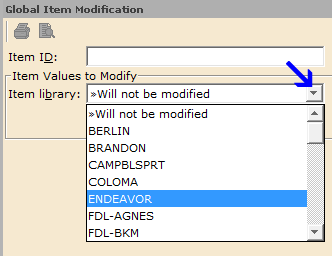 Global Item Modification
Item ID:
Item Values to Modify
Item library: »Will not be modified
»Will not be modified
BERLIN
BRANDON
CAMPBLSPRT
COLOMA
ENDEAVOR
FDL-AGNES
FDL-BKM